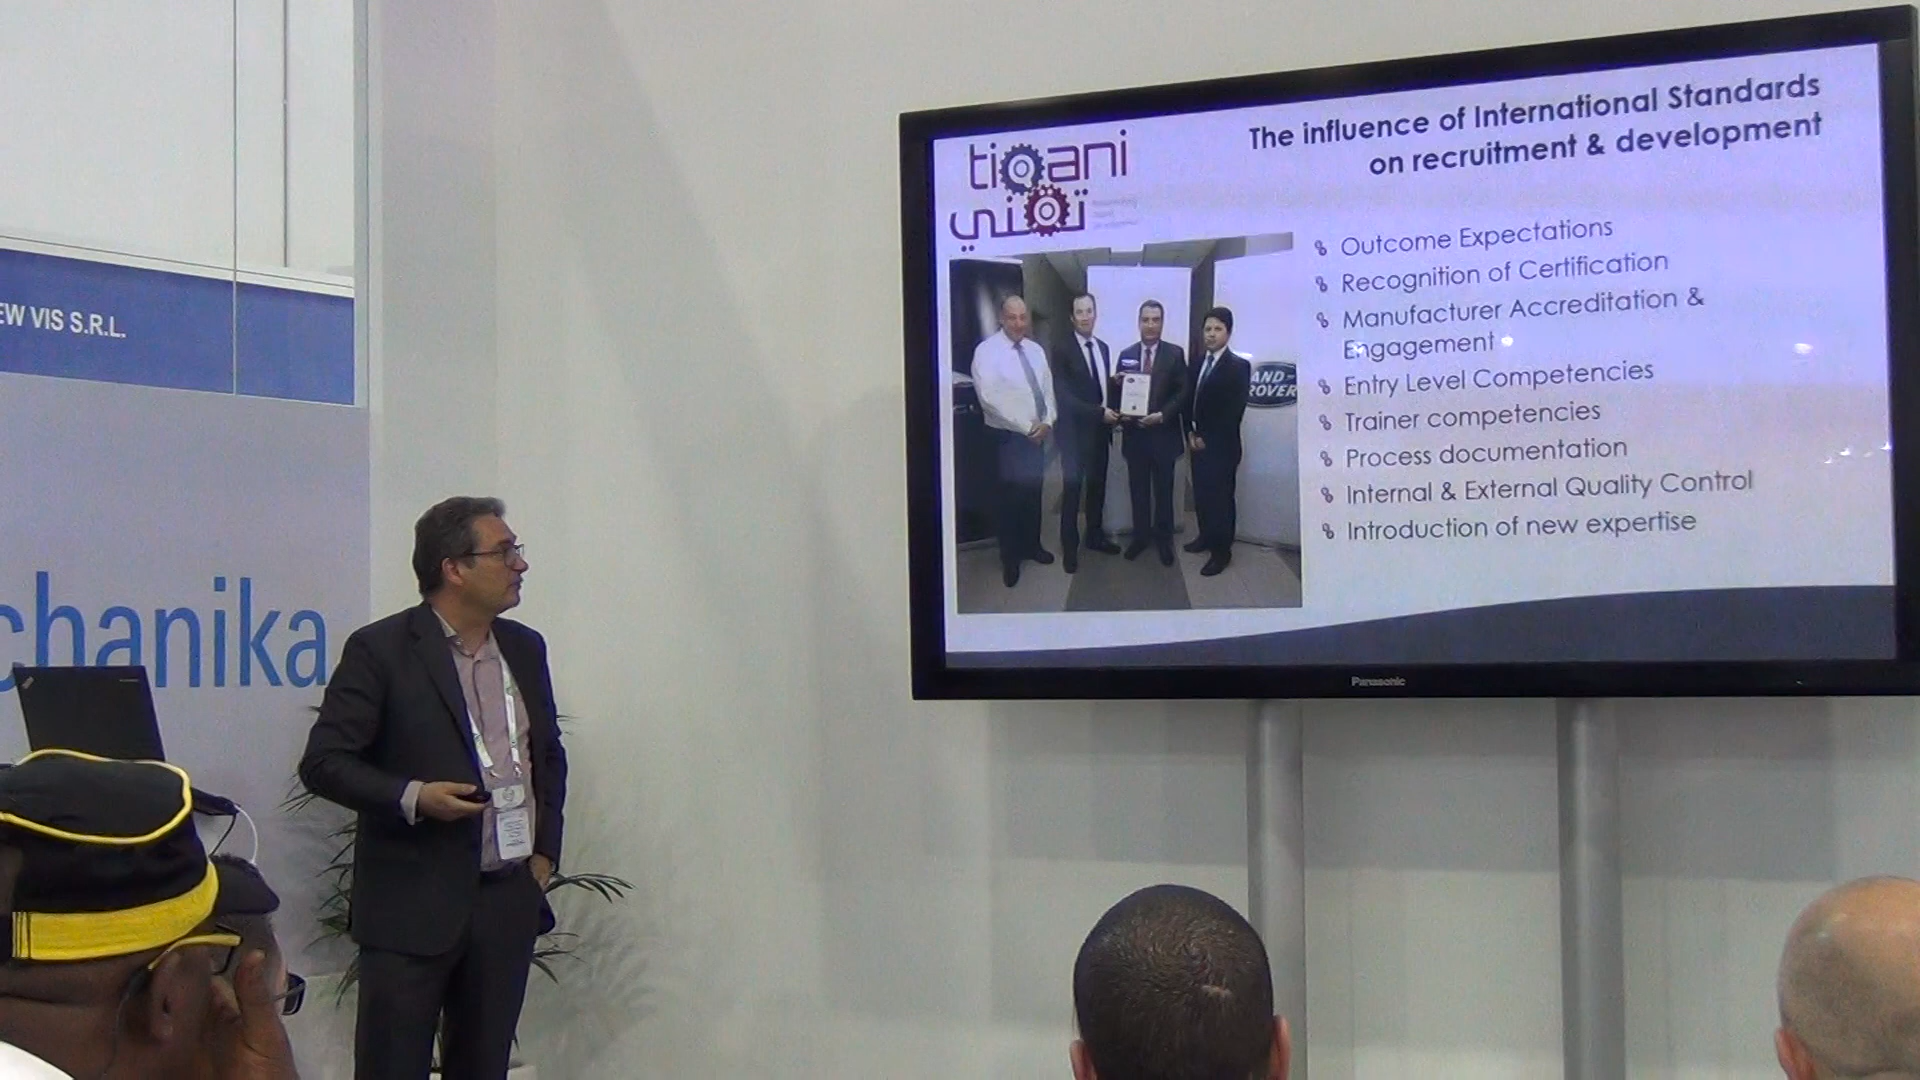 EW VIS S.R.L.
chanika
tiqani
تقني
The influence of International Standards
on recruitment & development
Outcome Expectations
Recognition of Certification
Manufacturer Accreditation &
Engagement
Entry Level Competencies
Trainer competencies
Process documentation
Internal & External Quality Control
Introduction of new expertise
AND-
ROVER
Panasonic